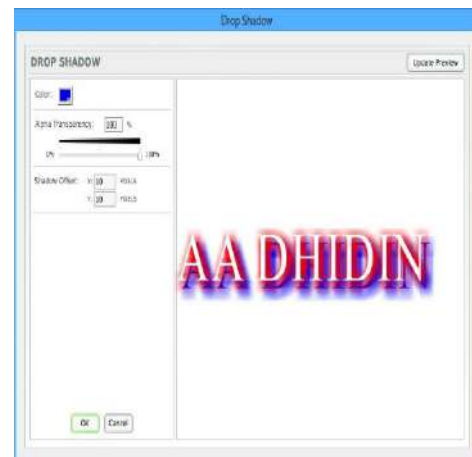 Drop Shadow
DROP SHADOW
Update Preview
Color:
Alpha Transparency: 100 %
0% 100%
Shadow Offset: X: 10 PIXELS
Y: 10 PIXELS
AA DHIDIN
OK Cancel